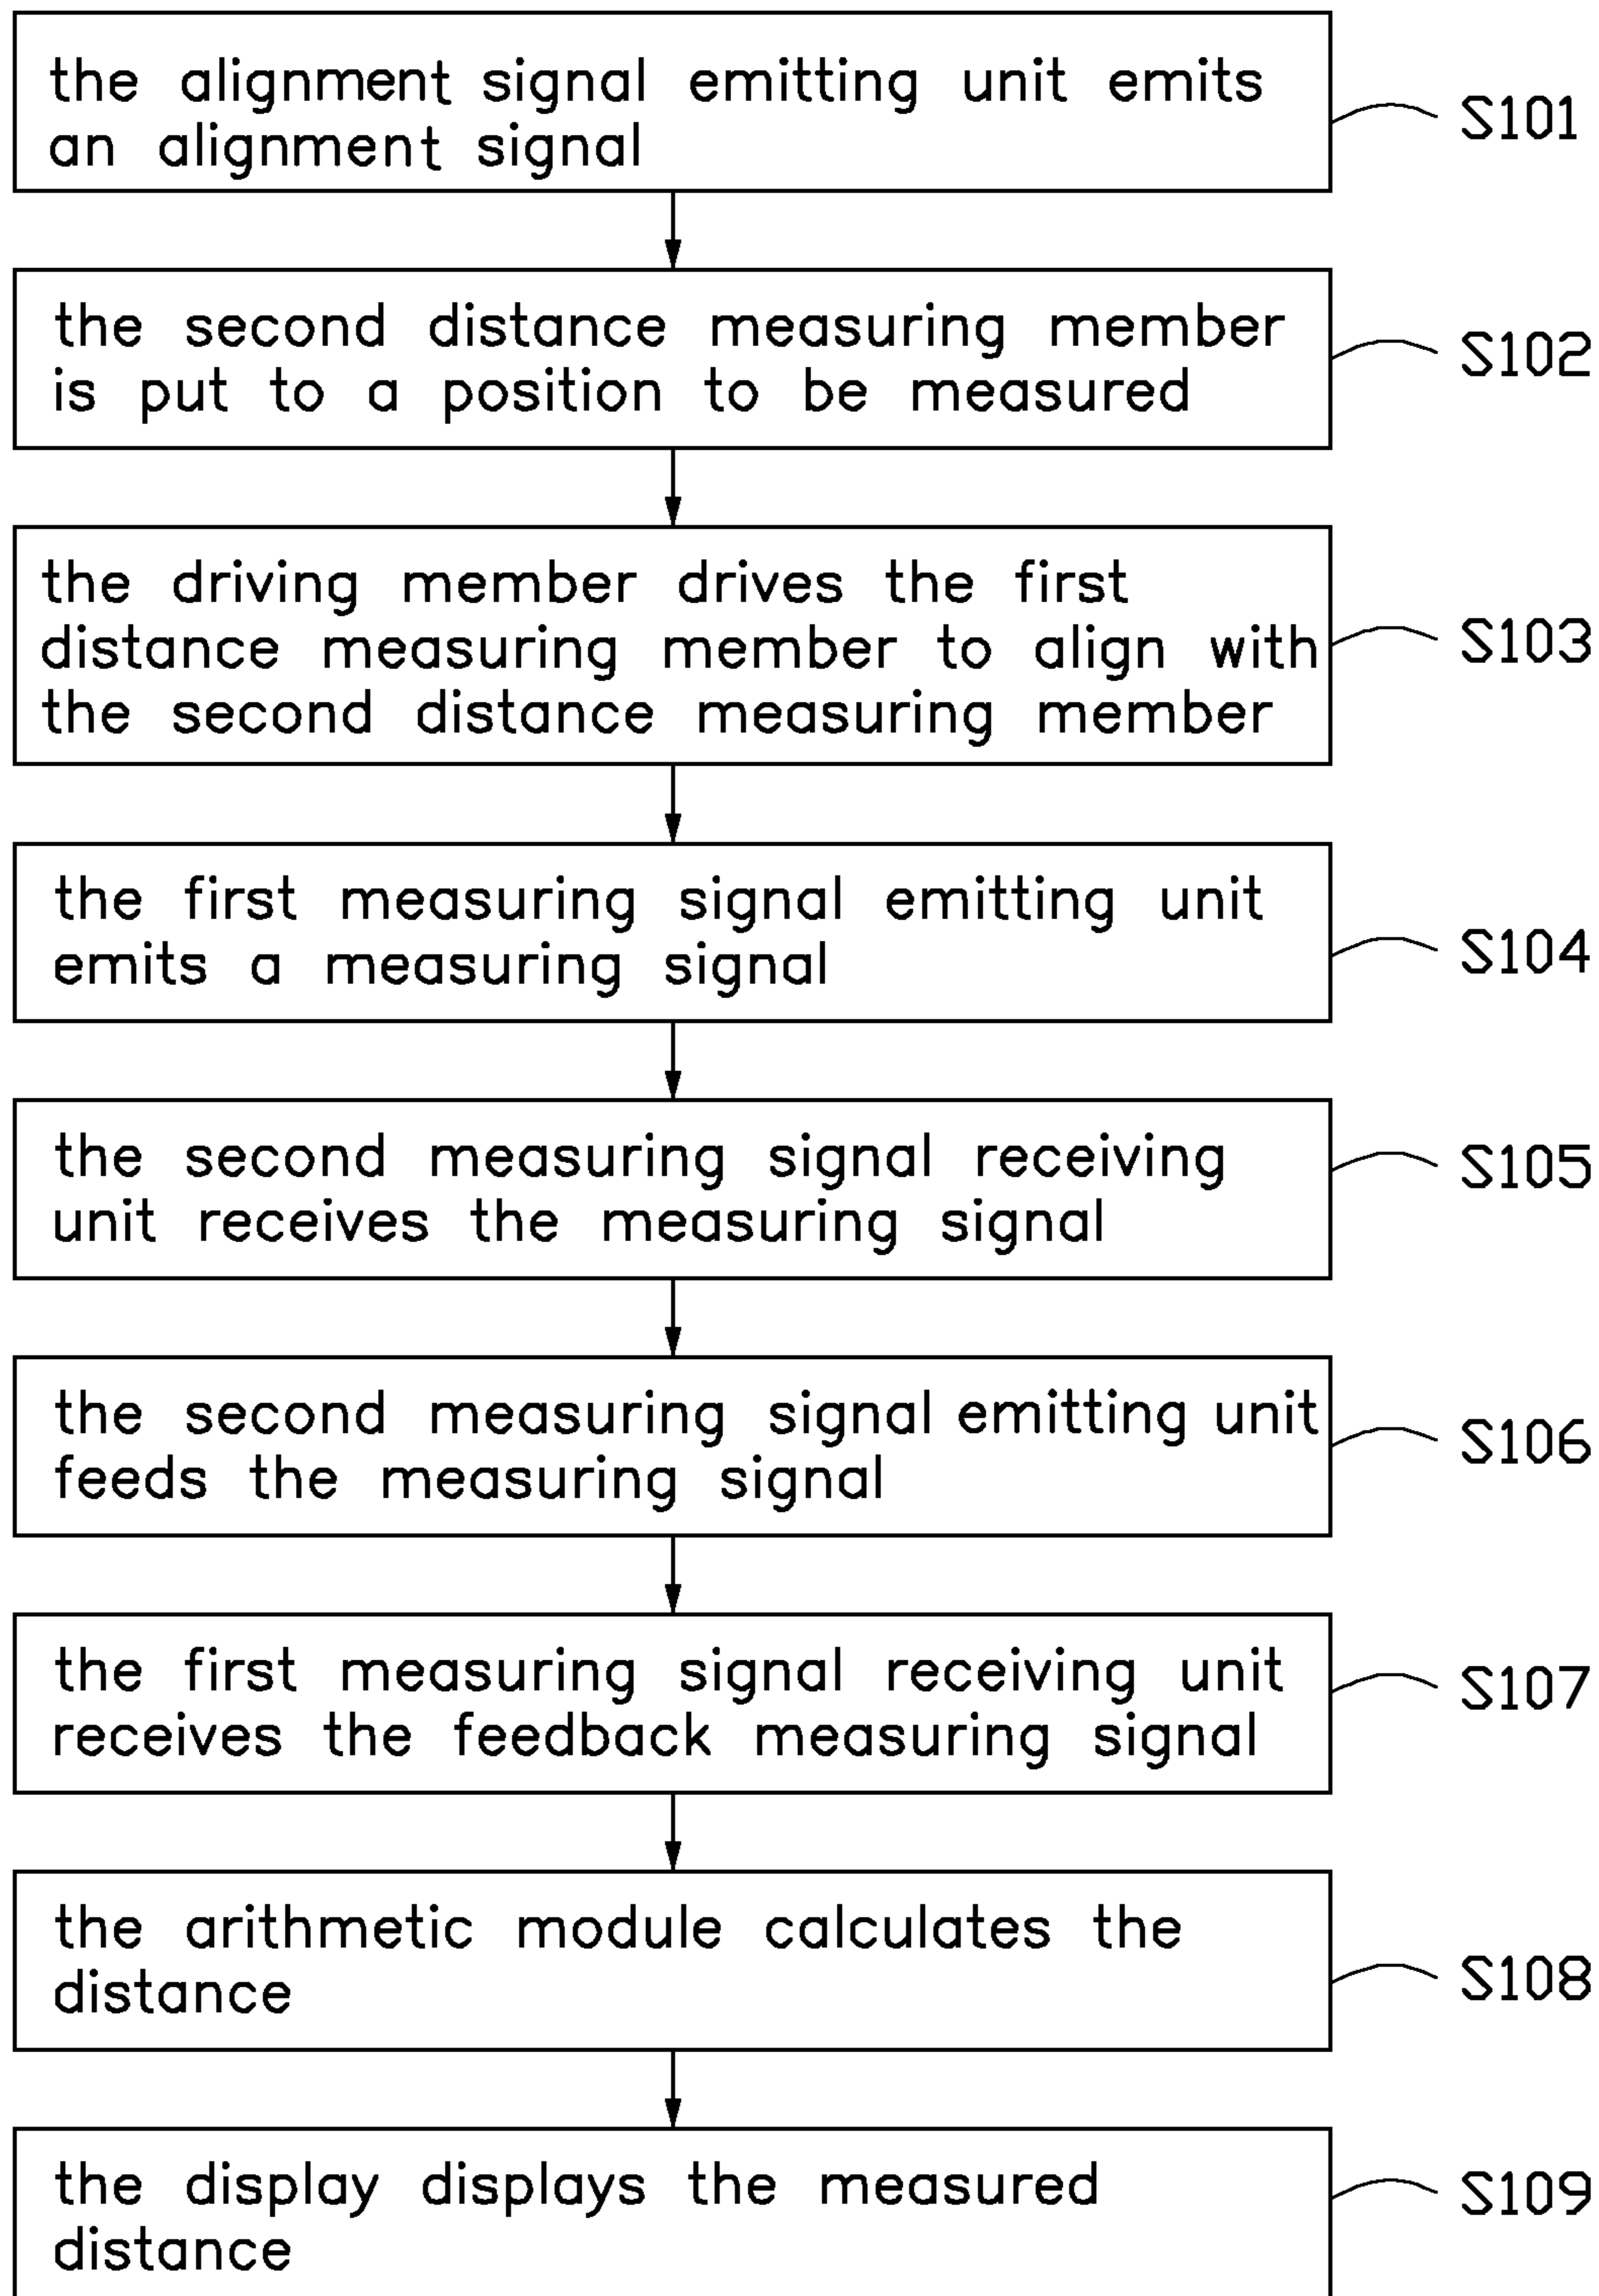 the alignment signal emitting unit emits
an alignment signal
S101
the second distance measuring member
is put to a position to be measured
S102
the driving member drives the first
distance measuring member to align with
the second distance measuring member
S103
the first measuring signal emitting unit
emits a measuring signal
S104
the second measuring signal receiving
unit receives the measuring signal
S105
the second measuring signal emitting unit
feeds the measuring signal
S106
the first measuring signal receiving unit
receives the feedback measuring signal
S107
the arithmetic module calculates the
distance
S108
the display displays the measured
distance
S109